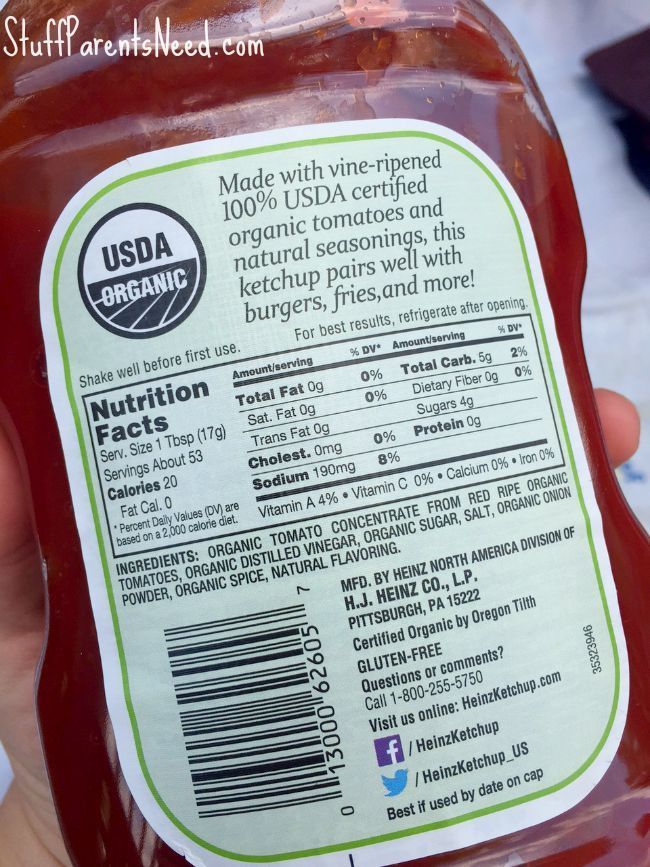 StuffParentsNeed.com
USDA
ORGANIC
Made with vine-ripened
100% USDA certified
organic tomatoes and
natural seasonings, this
ketchup pairs well with
burgers, fries, and more!
For best results, refrigerate after opening.
Shake well before first use.
Nutrition
Facts
Serv. Size 1 Tbsp (17g)
Servings About 53
Calories 20
Fat Cal. 0
*Percent Daily Values (DV) are
based on a 2,000 calorie diet.
Amount/serving % DV* Amount/serving % DV*
Total Fat 0g 0% Total Carb. 5g 2%
Sat. Fat 0g 0% Dietary Fiber 0g 0%
Trans Fat 0g Sugars 4g
Cholest. 0mg 0% Protein 0g
Sodium 190mg 8%
Vitamin A 4% • Vitamin C 0% • Calcium 0% • Iron 0%
INGREDIENTS: ORGANIC TOMATO CONCENTRATE FROM RED RIPE ORGANIC
TOMATOES, ORGANIC DISTILLED VINEGAR, ORGANIC SUGAR, SALT, ORGANIC ONION
POWDER, ORGANIC SPICE, NATURAL FLAVORING.
MFD. BY HEINZ NORTH AMERICA DIVISION OF
H.J. HEINZ CO., L.P.
PITTSBURGH, PA 15222
Certified Organic by Oregon Tilth
GLUTEN-FREE
Questions or comments?
Call 1-800-255-5750
Visit us online: HeinzKetchup.com
f / HeinzKetchup
/ HeinzKetchup_US
Best if used by date on cap
0 13000 62605 7
35323946